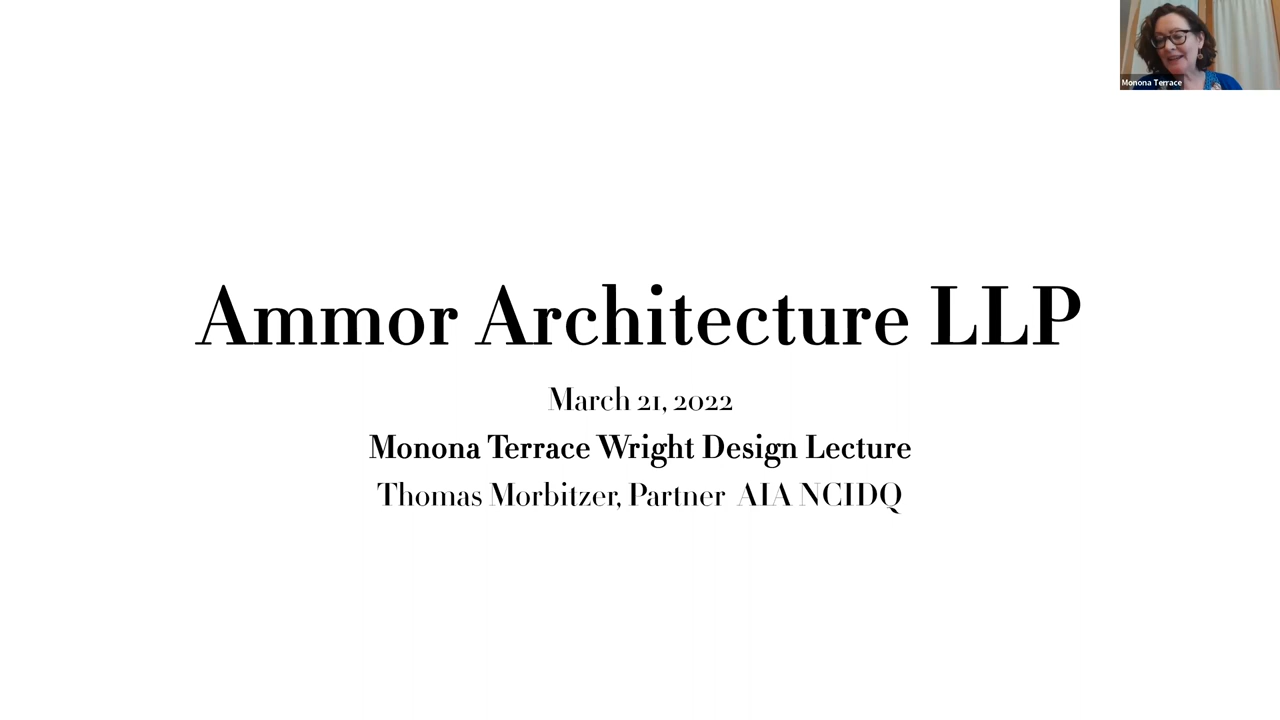 Monona Terrace
Ammor Architecture LLP
March 21, 2022
Monona Terrace Wright Design Lecture
Thomas Morbitzer, Partner AIA NCIDQ